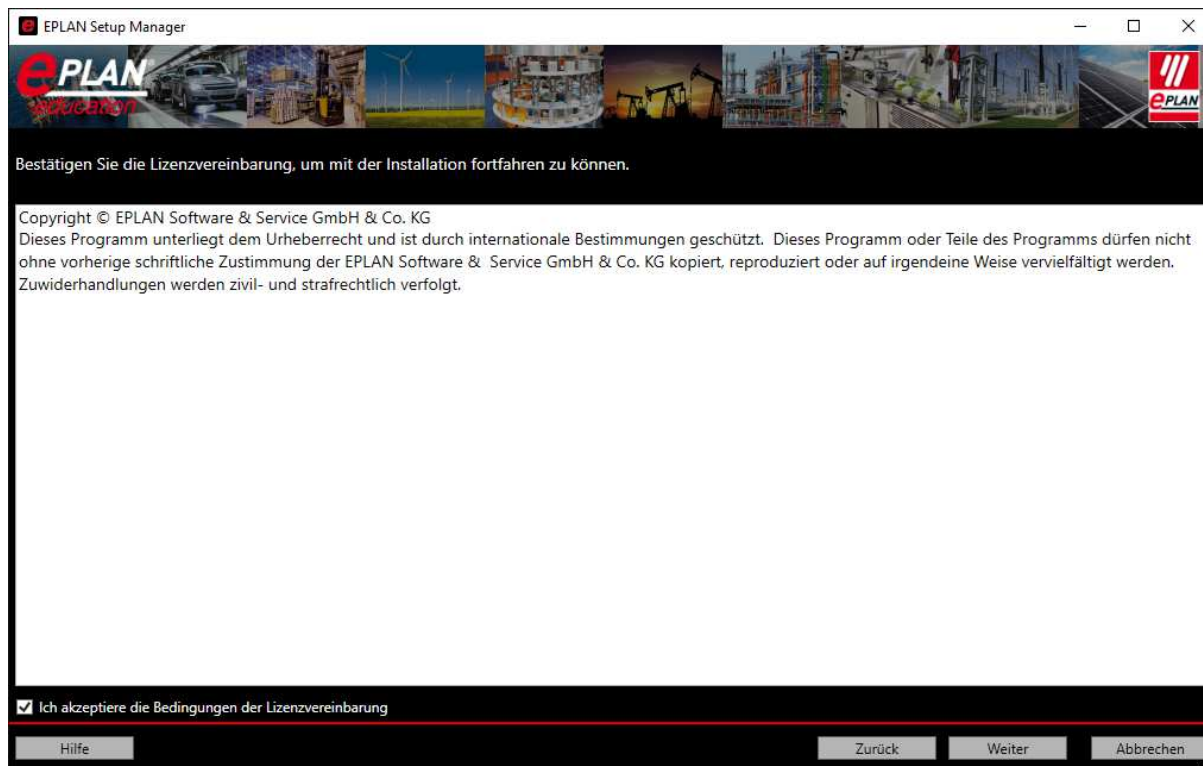 EPLAN Setup Manager
ePLAN
education
ePLAN
Bestätigen Sie die Lizenzvereinbarung, um mit der Installation fortfahren zu können.
Copyright © EPLAN Software & Service GmbH & Co. KG
Dieses Programm unterliegt dem Urheberrecht und ist durch internationale Bestimmungen geschützt.  Dieses Programm oder Teile des Programms dürfen nicht
ohne vorherige schriftliche Zustimmung der EPLAN Software &  Service GmbH & Co. KG kopiert, reproduziert oder auf irgendeine Weise vervielfältigt werden.
Zuwiderhandlungen werden zivil- und strafrechtlich verfolgt.
Ich akzeptiere die Bedingungen der Lizenzvereinbarung
Hilfe
Zurück
Weiter
Abbrechen